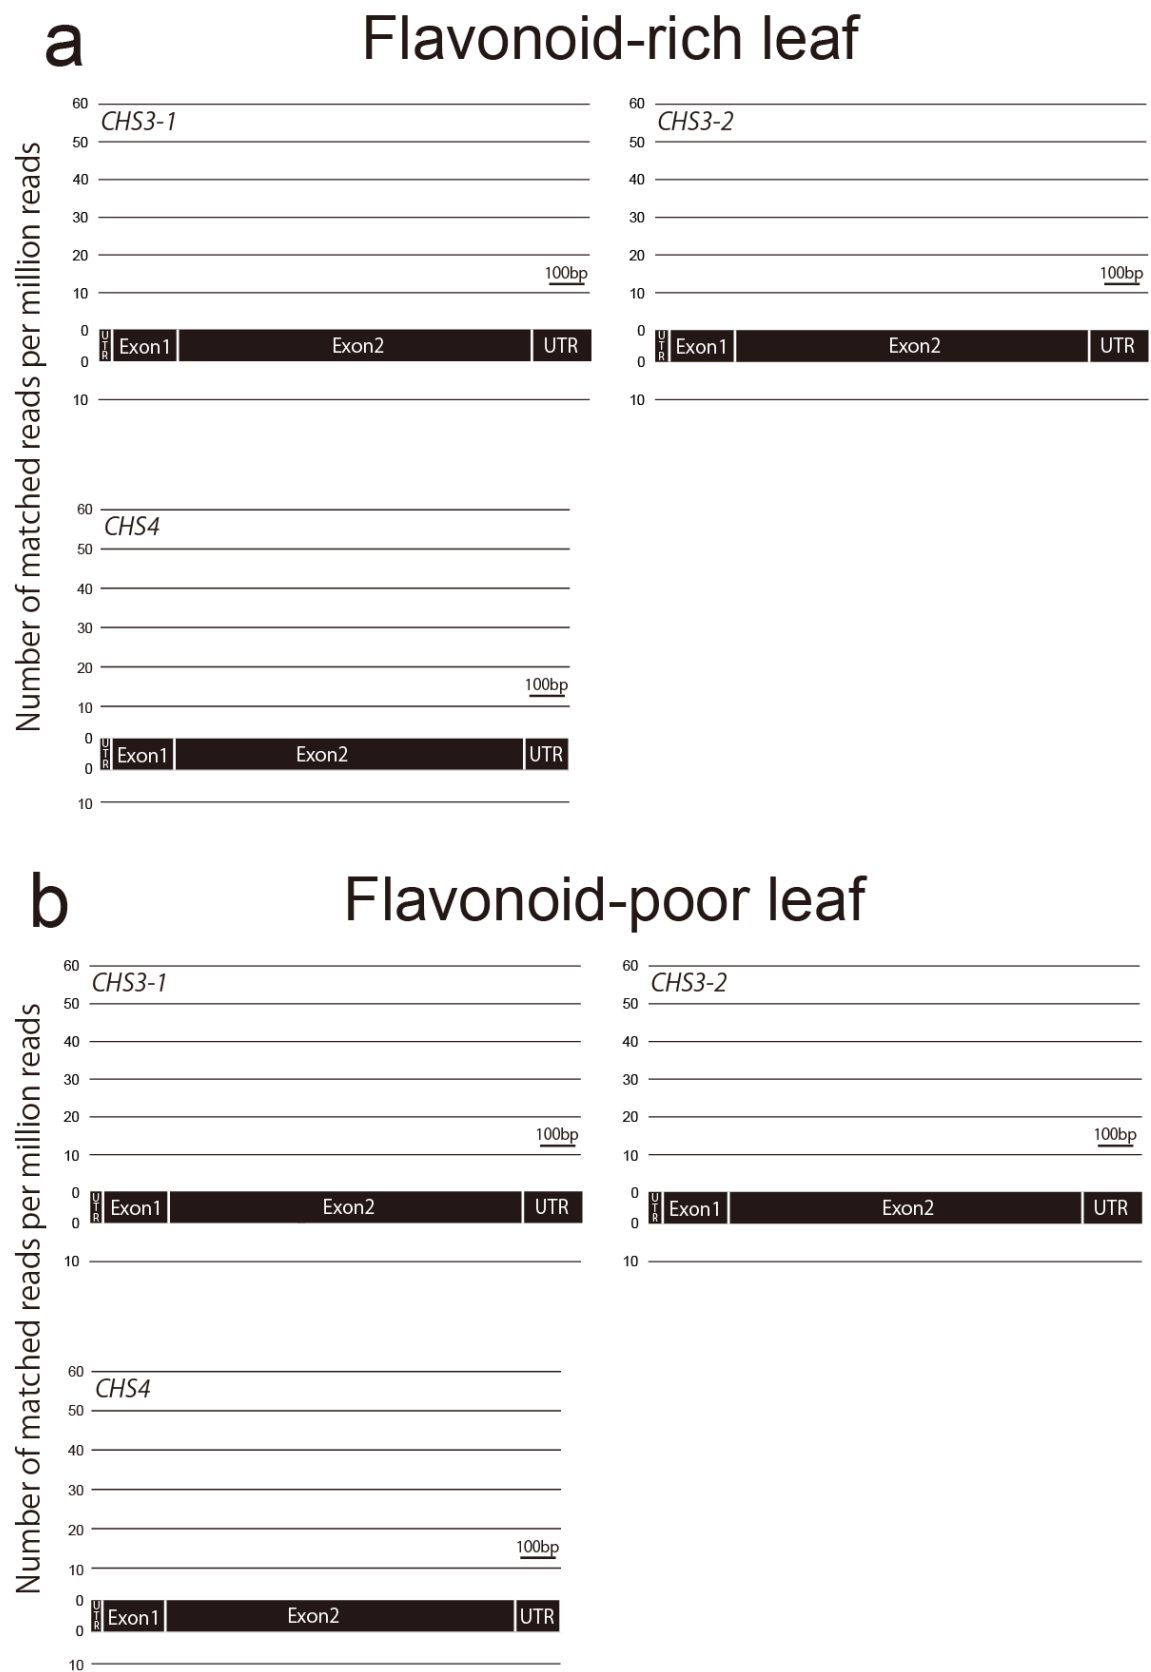 a
Flavonoid-rich leaf
Number of matched reads per million reads
CHS3-1
60
50
40
30
20
10
0
0
10
100bp
UTR Exon1 Exon2 UTR
CHS3-2
60
50
40
30
20
10
0
0
10
100bp
UTR Exon1 Exon2 UTR
CHS4
60
50
40
30
20
10
0
0
10
100bp
UTR Exon1 Exon2 UTR
b
Flavonoid-poor leaf
Number of matched reads per million reads
CHS3-1
60
50
40
30
20
10
0
0
10
100bp
UTR Exon1 Exon2 UTR
CHS3-2
60
50
40
30
20
10
0
0
10
100bp
UTR Exon1 Exon2 UTR
CHS4
60
50
40
30
20
10
0
0
10
100bp
UTR Exon1 Exon2 UTR